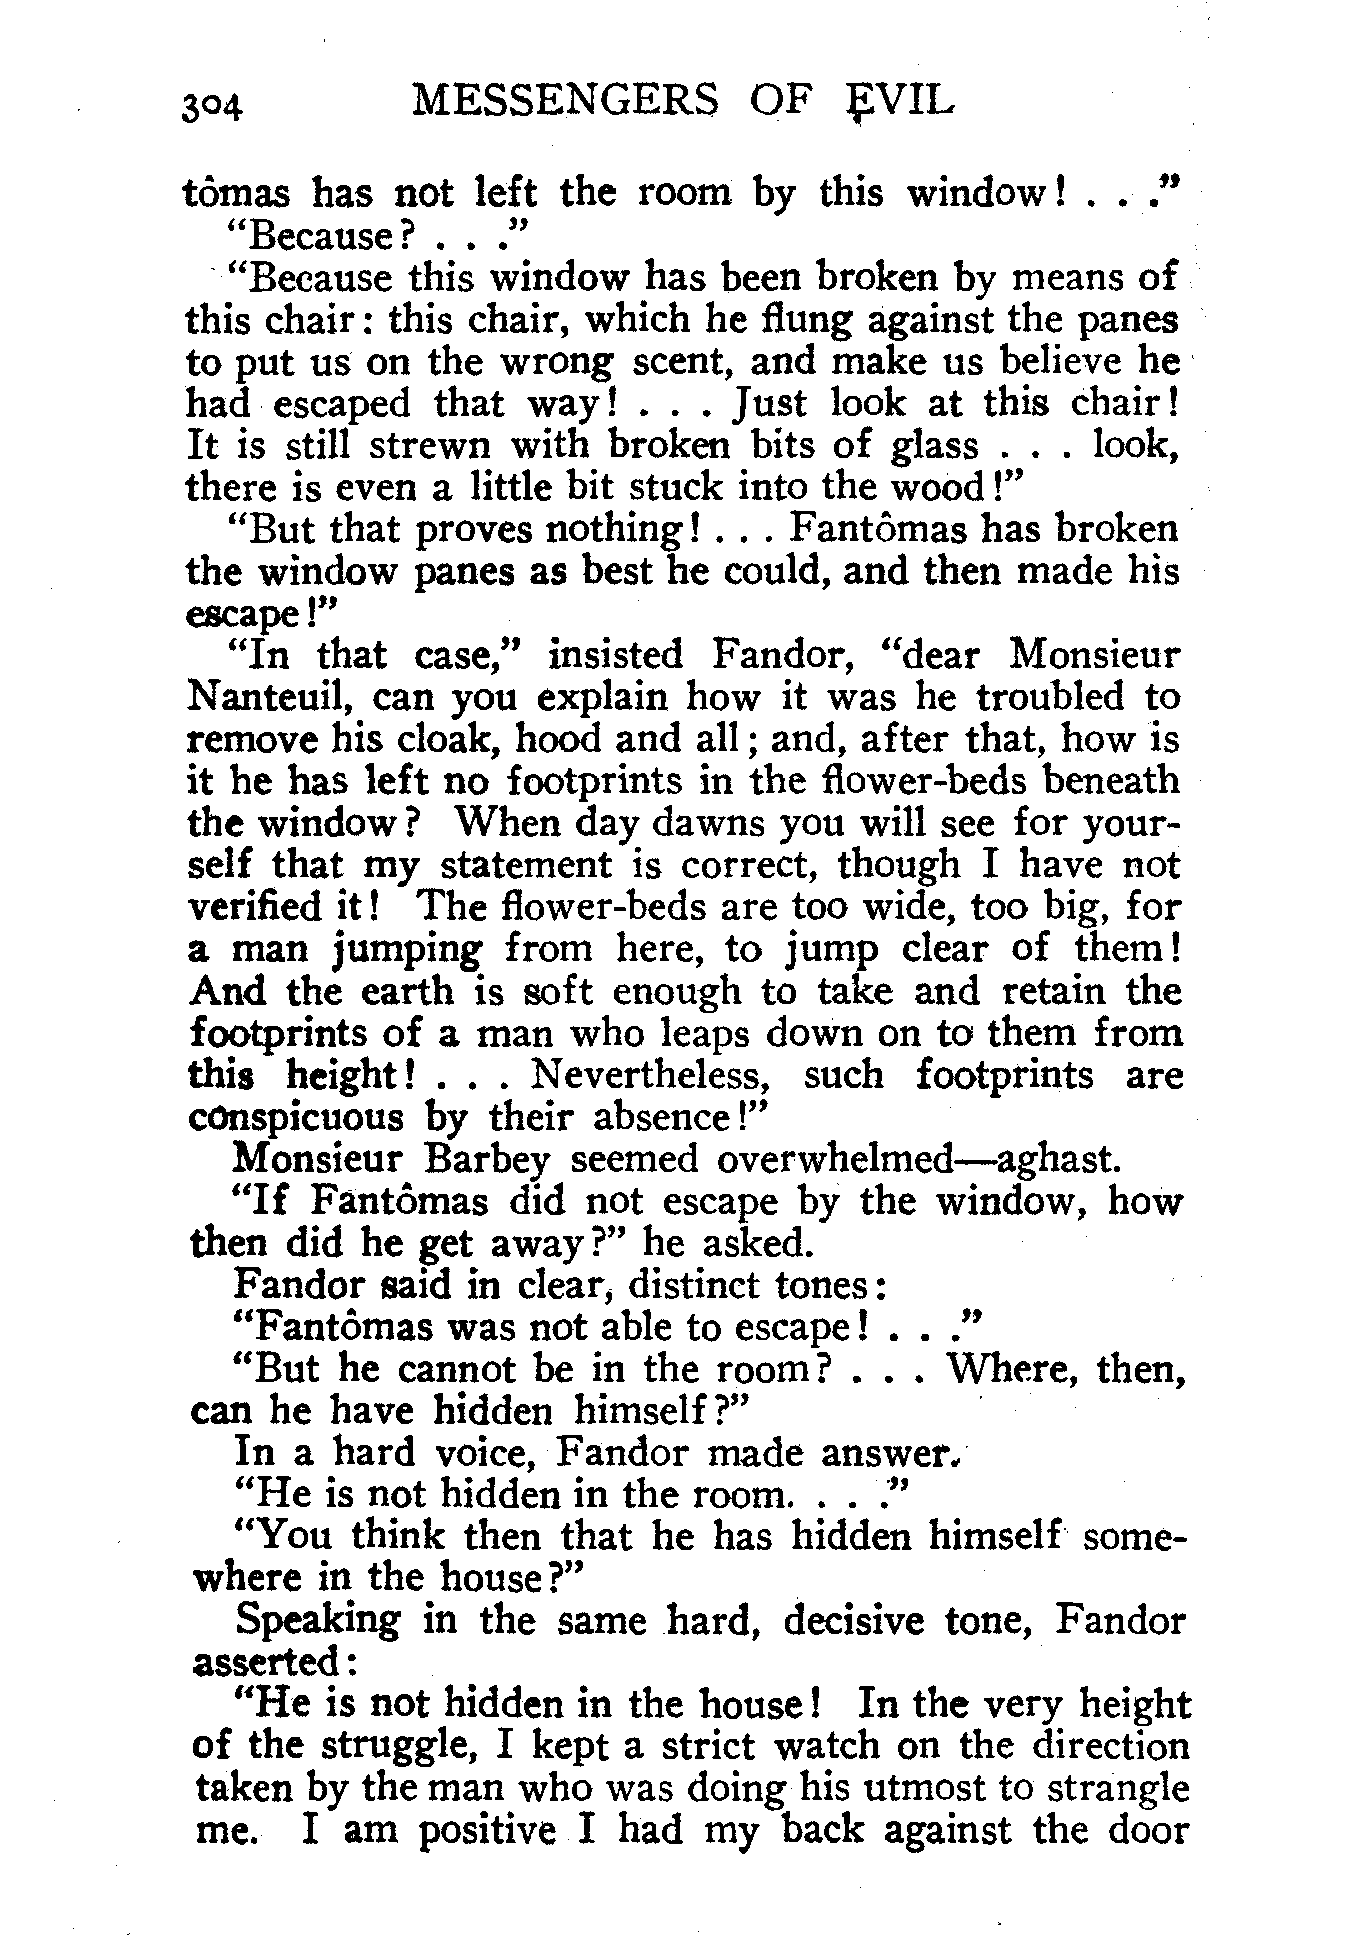 304 MESSENGERS OF EVIL
tômas has not left the room by this window! . . ."
"Because? . . ."
"Because this window has been broken by means of
this chair: this chair, which he flung against the panes
to put us on the wrong scent, and make us believe he
had escaped that way! . . . Just look at this chair!
It is still strewn with broken bits of glass . . . look,
there is even a little bit stuck into the wood!"
"But that proves nothing! . . . Fantômas has broken
the window panes as best he could, and then made his
escape!"
"In that case," insisted Fandor, "dear Monsieur
Nanteuil, can you explain how it was he troubled to
remove his cloak, hood and all; and, after that, how is
it he has left no footprints in the flower-beds beneath
the window? When day dawns you will see for your-
self that my statement is correct, though I have not
verified it! The flower-beds are too wide, too big, for
a man jumping from here, to jump clear of them!
And the earth is soft enough to take and retain the
footprints of a man who leaps down on to them from
this height! . . . Nevertheless, such footprints are
conspicuous by their absence!"
Monsieur Barbey seemed overwhelmed—aghast.
"If Fantômas did not escape by the window, how
then did he get away?" he asked.
Fandor said in clear, distinct tones:
"Fantômas was not able to escape! . . ."
"But he cannot be in the room? . . . Where, then,
can he have hidden himself?"
In a hard voice, Fandor made answer.
"He is not hidden in the room. . . ."
"You think then that he has hidden himself some-
where in the house?"
Speaking in the same hard, decisive tone, Fandor
asserted:
"He is not hidden in the house! In the very height
of the struggle, I kept a strict watch on the direction
taken by the man who was doing his utmost to strangle
me. I am positive I had my back against the door